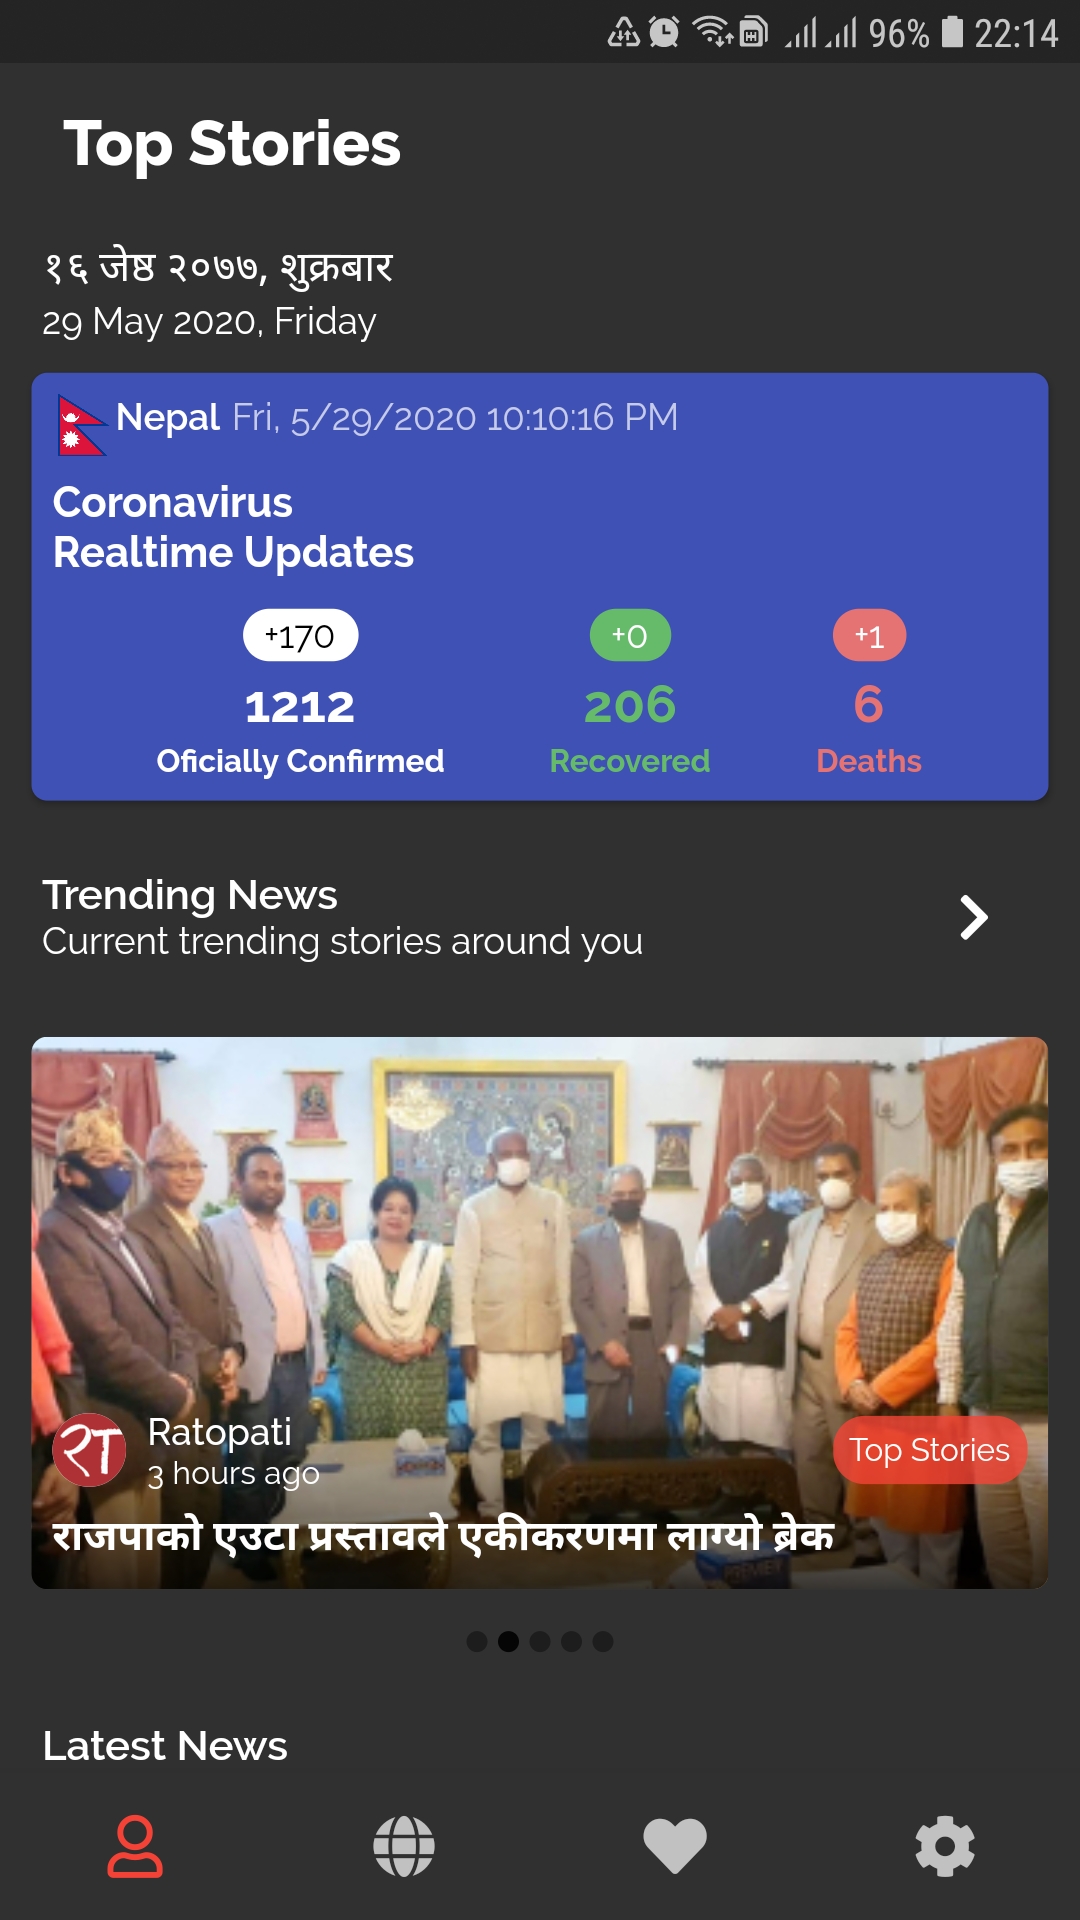 96% 22:14
Top Stories
१६ जेष्ठ २०७७, शुक्रबार
29 May 2020, Friday
Nepal Fri, 5/29/2020 10:10:16 PM
Coronavirus
Realtime Updates
+170 +0 +1
1212 206 6
Oficially Confirmed Recovered Deaths
Trending News
Current trending stories around you
रा
Ratopati
3 hours ago
Top Stories
राजपाको एउटा प्रस्तावले एकीकरणमा लाग्यो ब्रेक
Latest News